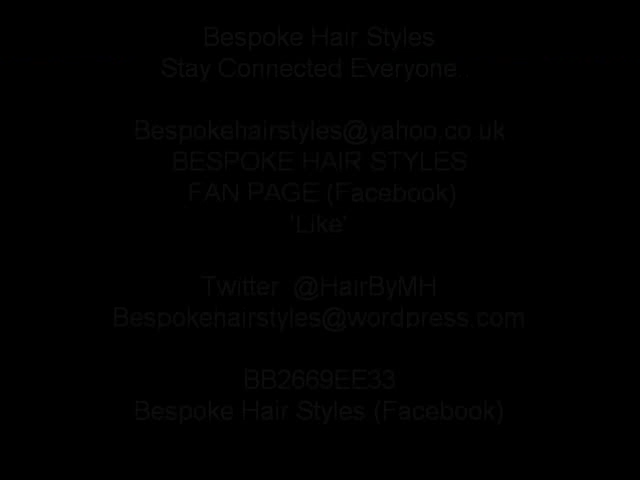 Bespoke Hair Styles
Stay Connected Everyone..
Bespokehairstyles@yahoo.co.uk
BESPOKE HAIR STYLES
FAN PAGE (Facebook)
'Like'
Twitter @HairByMH
Bespokehairstyles@wordpress.com
BB2669EE33
Bespoke Hair Styles (Facebook)